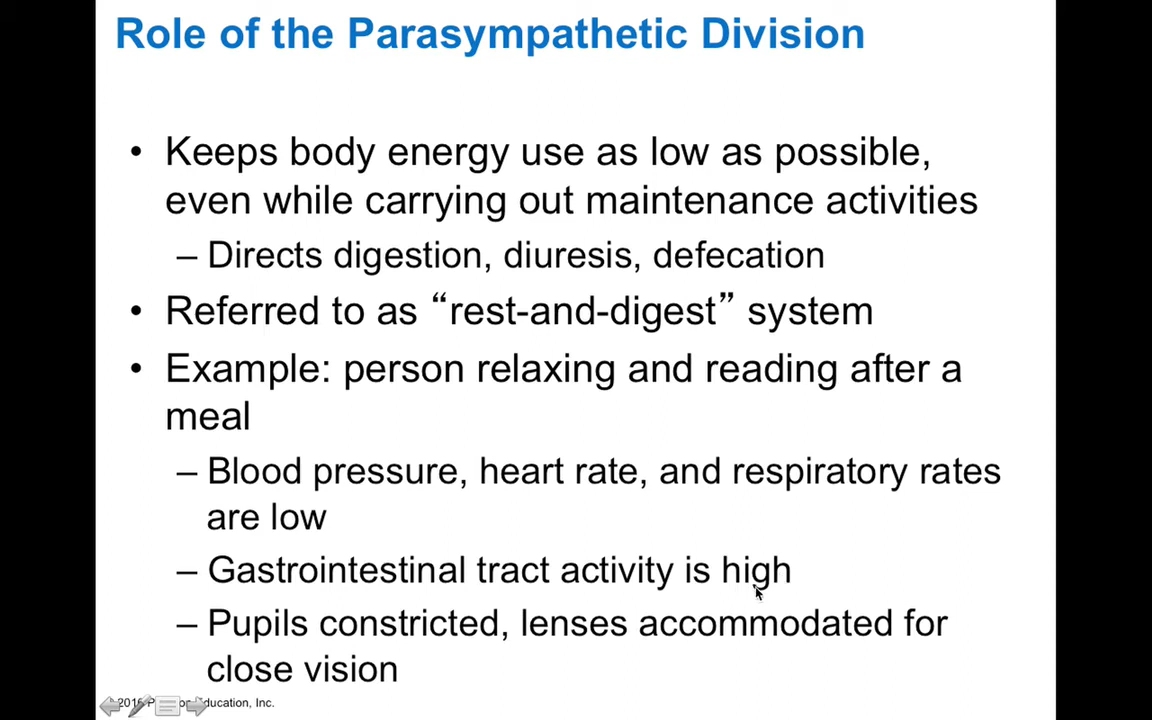 Role of the Parasympathetic Division
• Keeps body energy use as low as possible,
even while carrying out maintenance activities
– Directs digestion, diuresis, defecation
• Referred to as “rest-and-digest” system
• Example: person relaxing and reading after a
meal
– Blood pressure, heart rate, and respiratory rates
are low
– Gastrointestinal tract activity is high
– Pupils constricted, lenses accommodated for
close vision
Education, Inc.